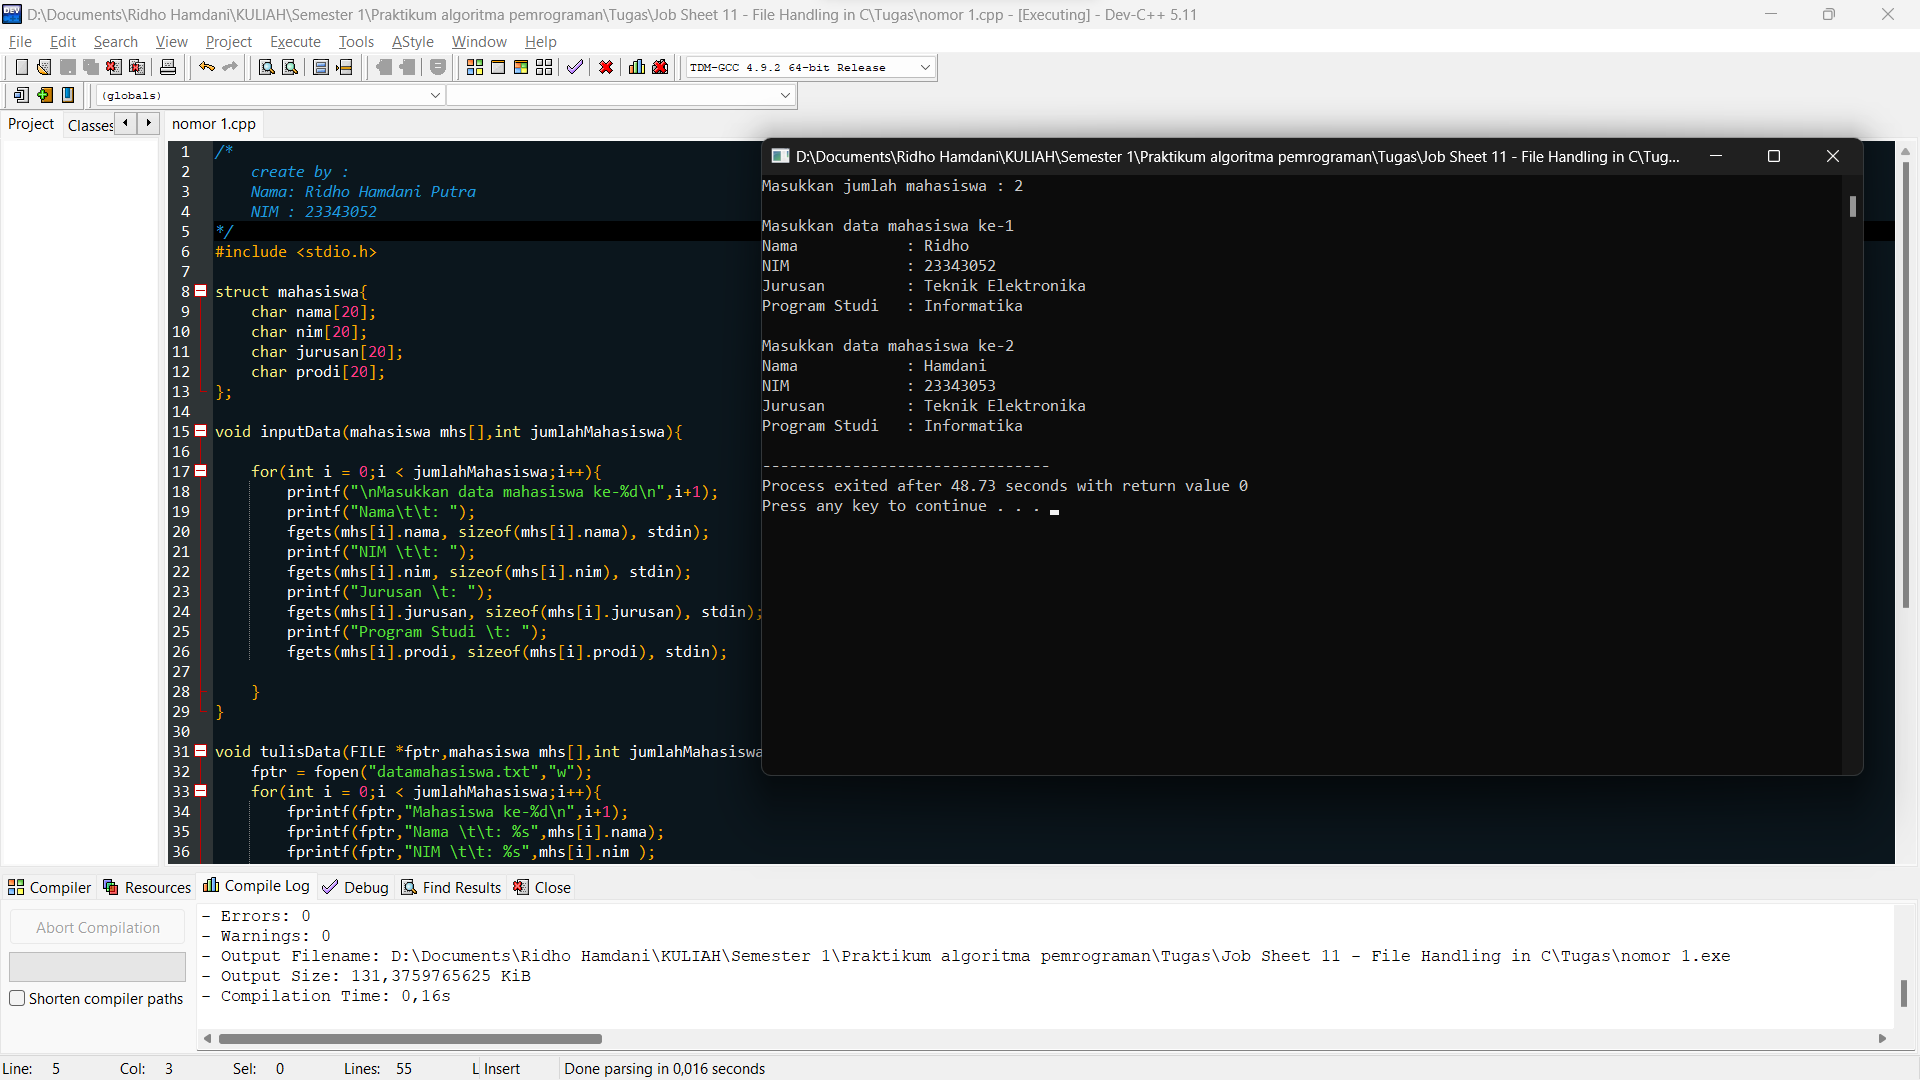 D:\Documents\Ridho Hamdani\KULIAH\Semester 1\Praktikum algoritma pemrograman\Tugas\Job Sheet 11 - File Handling in C\Tugas\nomor 1.cpp - [Executing] - Dev-C++ 5.11
File Edit Search View Project Execute Tools AStyle Window Help
TDM-GCC 4.9.2 64-bit Release
(globals)
Project Classes nomor 1.cpp
1 /*
2 create by :
3 Nama: Ridho Hamdani Putra
4 NIM : 23343052
5 */
6 #include <stdio.h>
7
8 struct mahasiswa{
9 char nama[20];
10 char nim[20];
11 char jurusan[20];
12 char prodi[20];
13 };
14
15 void inputData(mahasiswa mhs[],int jumlahMahasiswa){
16
17 for(int i = 0;i < jumlahMahasiswa;i++){
18 printf("\nMasukkan data mahasiswa ke-%d\n",i+1);
19 printf("Nama\t\t: ");
20 fgets(mhs[i].nama, sizeof(mhs[i].nama), stdin);
21 printf("NIM \t\t: ");
22 fgets(mhs[i].nim, sizeof(mhs[i].nim), stdin);
23 printf("Jurusan \t: ");
24 fgets(mhs[i].jurusan, sizeof(mhs[i].jurusan), stdin);
25 printf("Program Studi \t: ");
26 fgets(mhs[i].prodi, sizeof(mhs[i].prodi), stdin);
27
28 }
29 }
30
31 void tulisData(FILE *fptr,mahasiswa mhs[],int jumlahMahasiswa
32 fptr = fopen("datamahasiswa.txt","w");
33 for(int i = 0;i < jumlahMahasiswa;i++){
34 fprintf(fptr,"Mahasiswa ke-%d\n",i+1);
35 fprintf(fptr,"Nama \t\t: %s",mhs[i].nama);
36 fprintf(fptr,"NIM \t\t: %s",mhs[i].nim );
D:\Documents\Ridho Hamdani\KULIAH\Semester 1\Praktikum algoritma pemrograman\Tugas\Job Sheet 11 - File Handling in C\Tug...
Masukkan jumlah mahasiswa : 2
Masukkan data mahasiswa ke-1
Nama : Ridho
NIM : 23343052
Jurusan : Teknik Elektronika
Program Studi : Informatika
Masukkan data mahasiswa ke-2
Nama : Hamdani
NIM : 23343053
Jurusan : Teknik Elektronika
Program Studi : Informatika
--------------------------------
Process exited after 48.73 seconds with return value 0
Press any key to continue . . .
Compiler Resources Compile Log Debug Find Results Close
Abort Compilation
Shorten compiler paths
- Errors: 0
- Warnings: 0
- Output Filename: D:\Documents\Ridho Hamdani\KULIAH\Semester 1\Praktikum algoritma pemrograman\Tugas\Job Sheet 11 - File Handling in C\Tugas\nomor 1.exe
- Output Size: 131,3759765625 KiB
- Compilation Time: 0,16s
Line: 5 Col: 3 Sel: 0 Lines: 55 L Insert Done parsing in 0,016 seconds